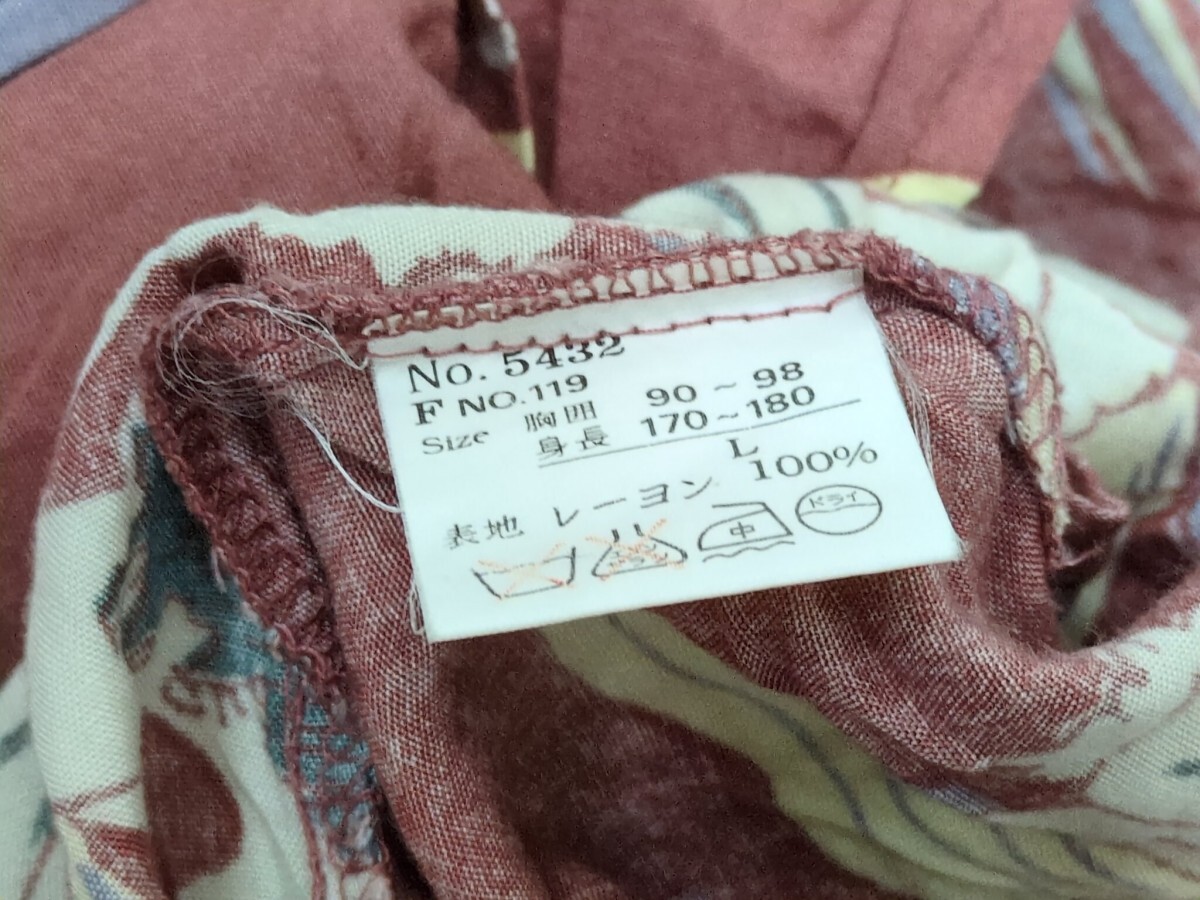 No. 5432
F NO.119
Size 胸囲 90 ~ 98
身長 170~180
L
表地 レーヨン 100%
中 ドライ